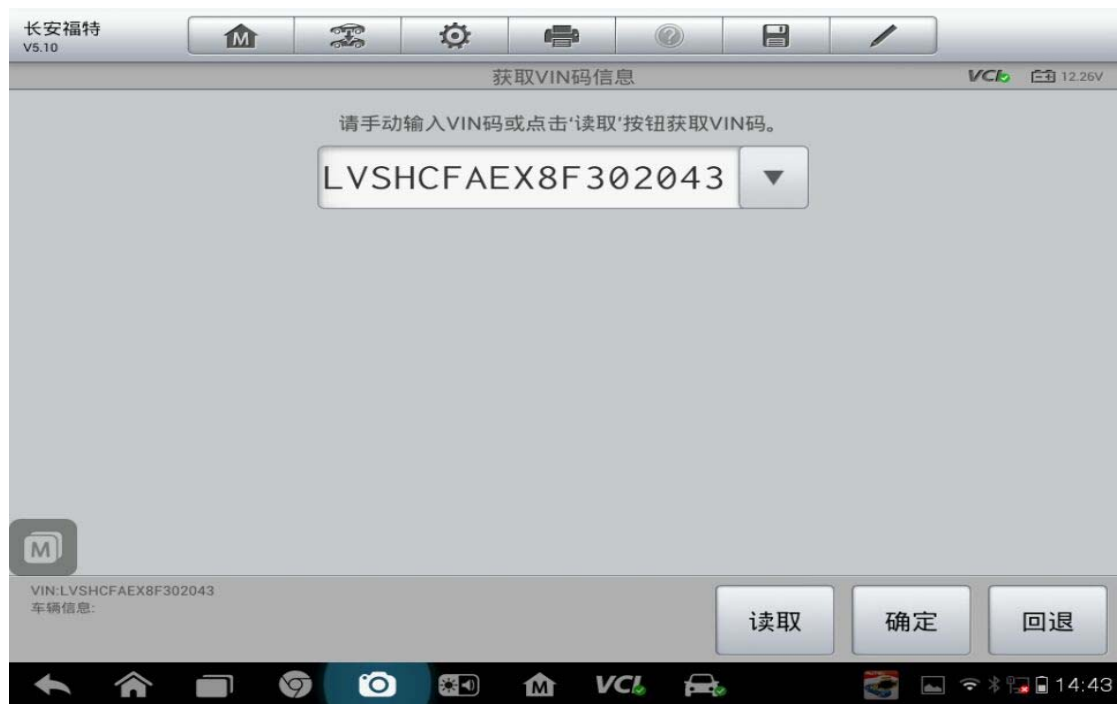 长安福特
V5.10
M
获取VIN码信息
VCI
12.26V
请手动输入VIN码或点击‘读取’按钮获取VIN码。
LVSHCFAEX8F302043
M
VIN:LVSHCFAEX8F302043
车辆信息:
读取
确定
回退
M
VCI
14:43